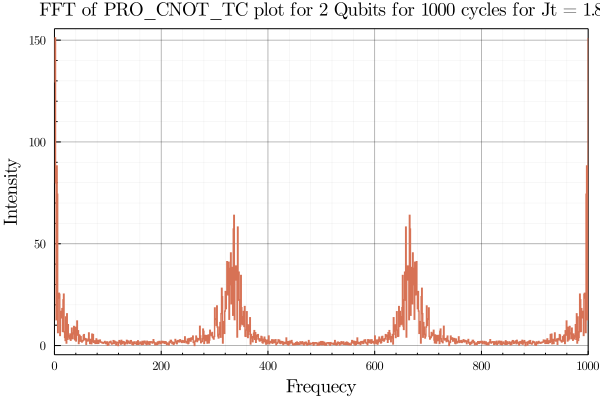 FFT of PRO_CNOT_TC plot for 2 Qubits for 1000 cycles for Jt = 1.8
150
100
50
0
Intensity
0 200 400 600 800 1000
Frequecy